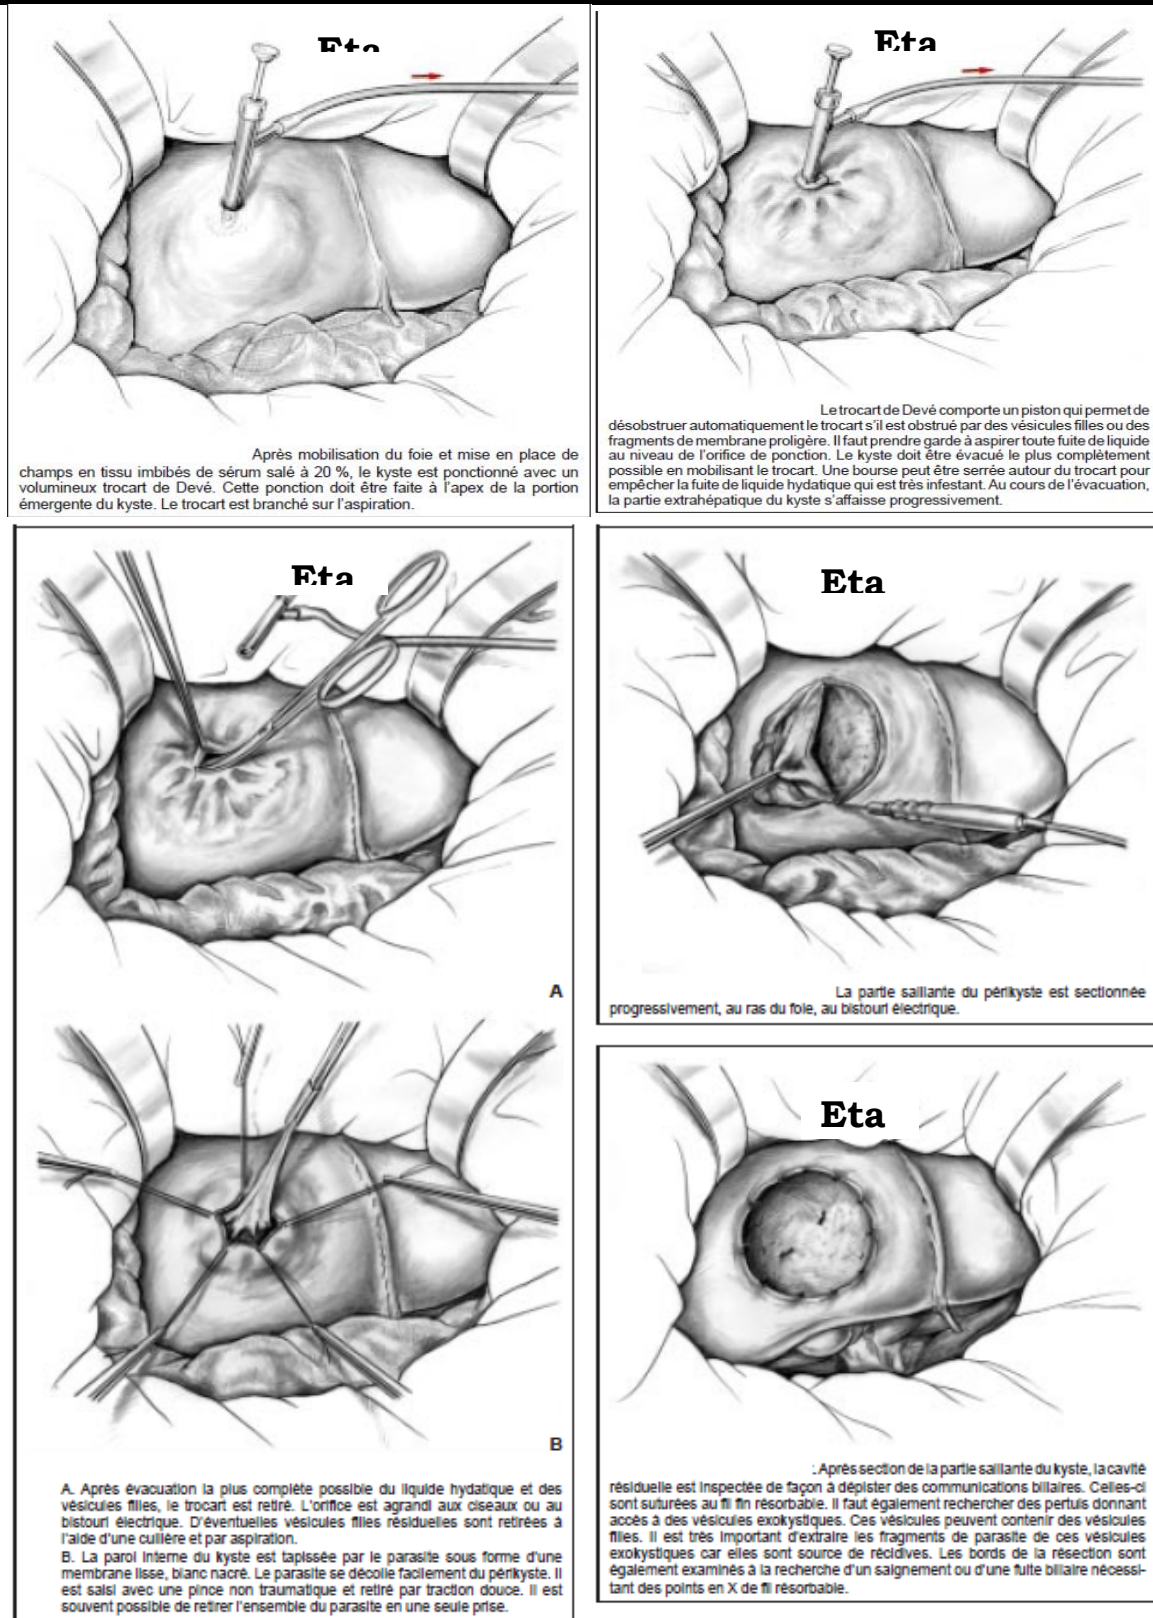 Eta
Après mobilisation du foie et mise en place de
champs en tissu imbibés de sérum salé à 20 %, le kyste est ponctionné avec un
volumineux trocart de Devé. Cette ponction doit être faite à l'apex de la portion
émergente du kyste. Le trocart est branché sur l'aspiration.
Eta
Le trocart de Devé comporte un piston qui permet de
désobstruer automatiquement le trocart s'il est obstrué par des vésicules filles ou des
fragments de membrane proligère. Il faut prendre garde à aspirer toute fuite de liquide
au niveau de l'orifice de ponction. Le kyste doit être évacué le plus complètement
possible en mobilisant le trocart. Une bourse peut être serrée autour du trocart pour
empêcher la fuite de liquide hydatique qui est très infestant. Au cours de l'évacuation,
la partie extrahépatique du kyste s'affaisse progressivement.
Eta
A
B
A. Après évacuation la plus complète possible du liquide hydatique et des
vésicules filles, le trocart est retiré. L'orifice est agrandi aux ciseaux ou au
bistouri électrique. D'éventuelles vésicules filles résiduelles sont retirées à
l'aide d'une cuillère et par aspiration.
B. La paroi interne du kyste est tapissée par le parasite sous forme d'une
membrane lisse, blanc nacré. Le parasite se décolle facilement du périkyste. Il
est saisi avec une pince non traumatique et retiré par traction douce. Il est
souvent possible de retirer l'ensemble du parasite en une seule prise.
Eta
La partie saillante du périkyste est sectionnée
progressivement, au ras du foie, au bistouri électrique.
Eta
: Après section de la partie saillante du kyste, la cavité
résiduelle est inspectée de façon à dépister des communications biliaires. Celles-ci
sont suturées au fil fin résorbable. Il faut également rechercher des pertuis donnant
accès à des vésicules exokystiques. Ces vésicules peuvent contenir des vésicules
filles. Il est très important d'extraire les fragments de parasite de ces vésicules
exokystiques car elles sont source de récidives. Les bords de la résection sont
également examinés à la recherche d'un saignement ou d'une fuite biliaire nécessi-
tant des points en X de fil résorbable.